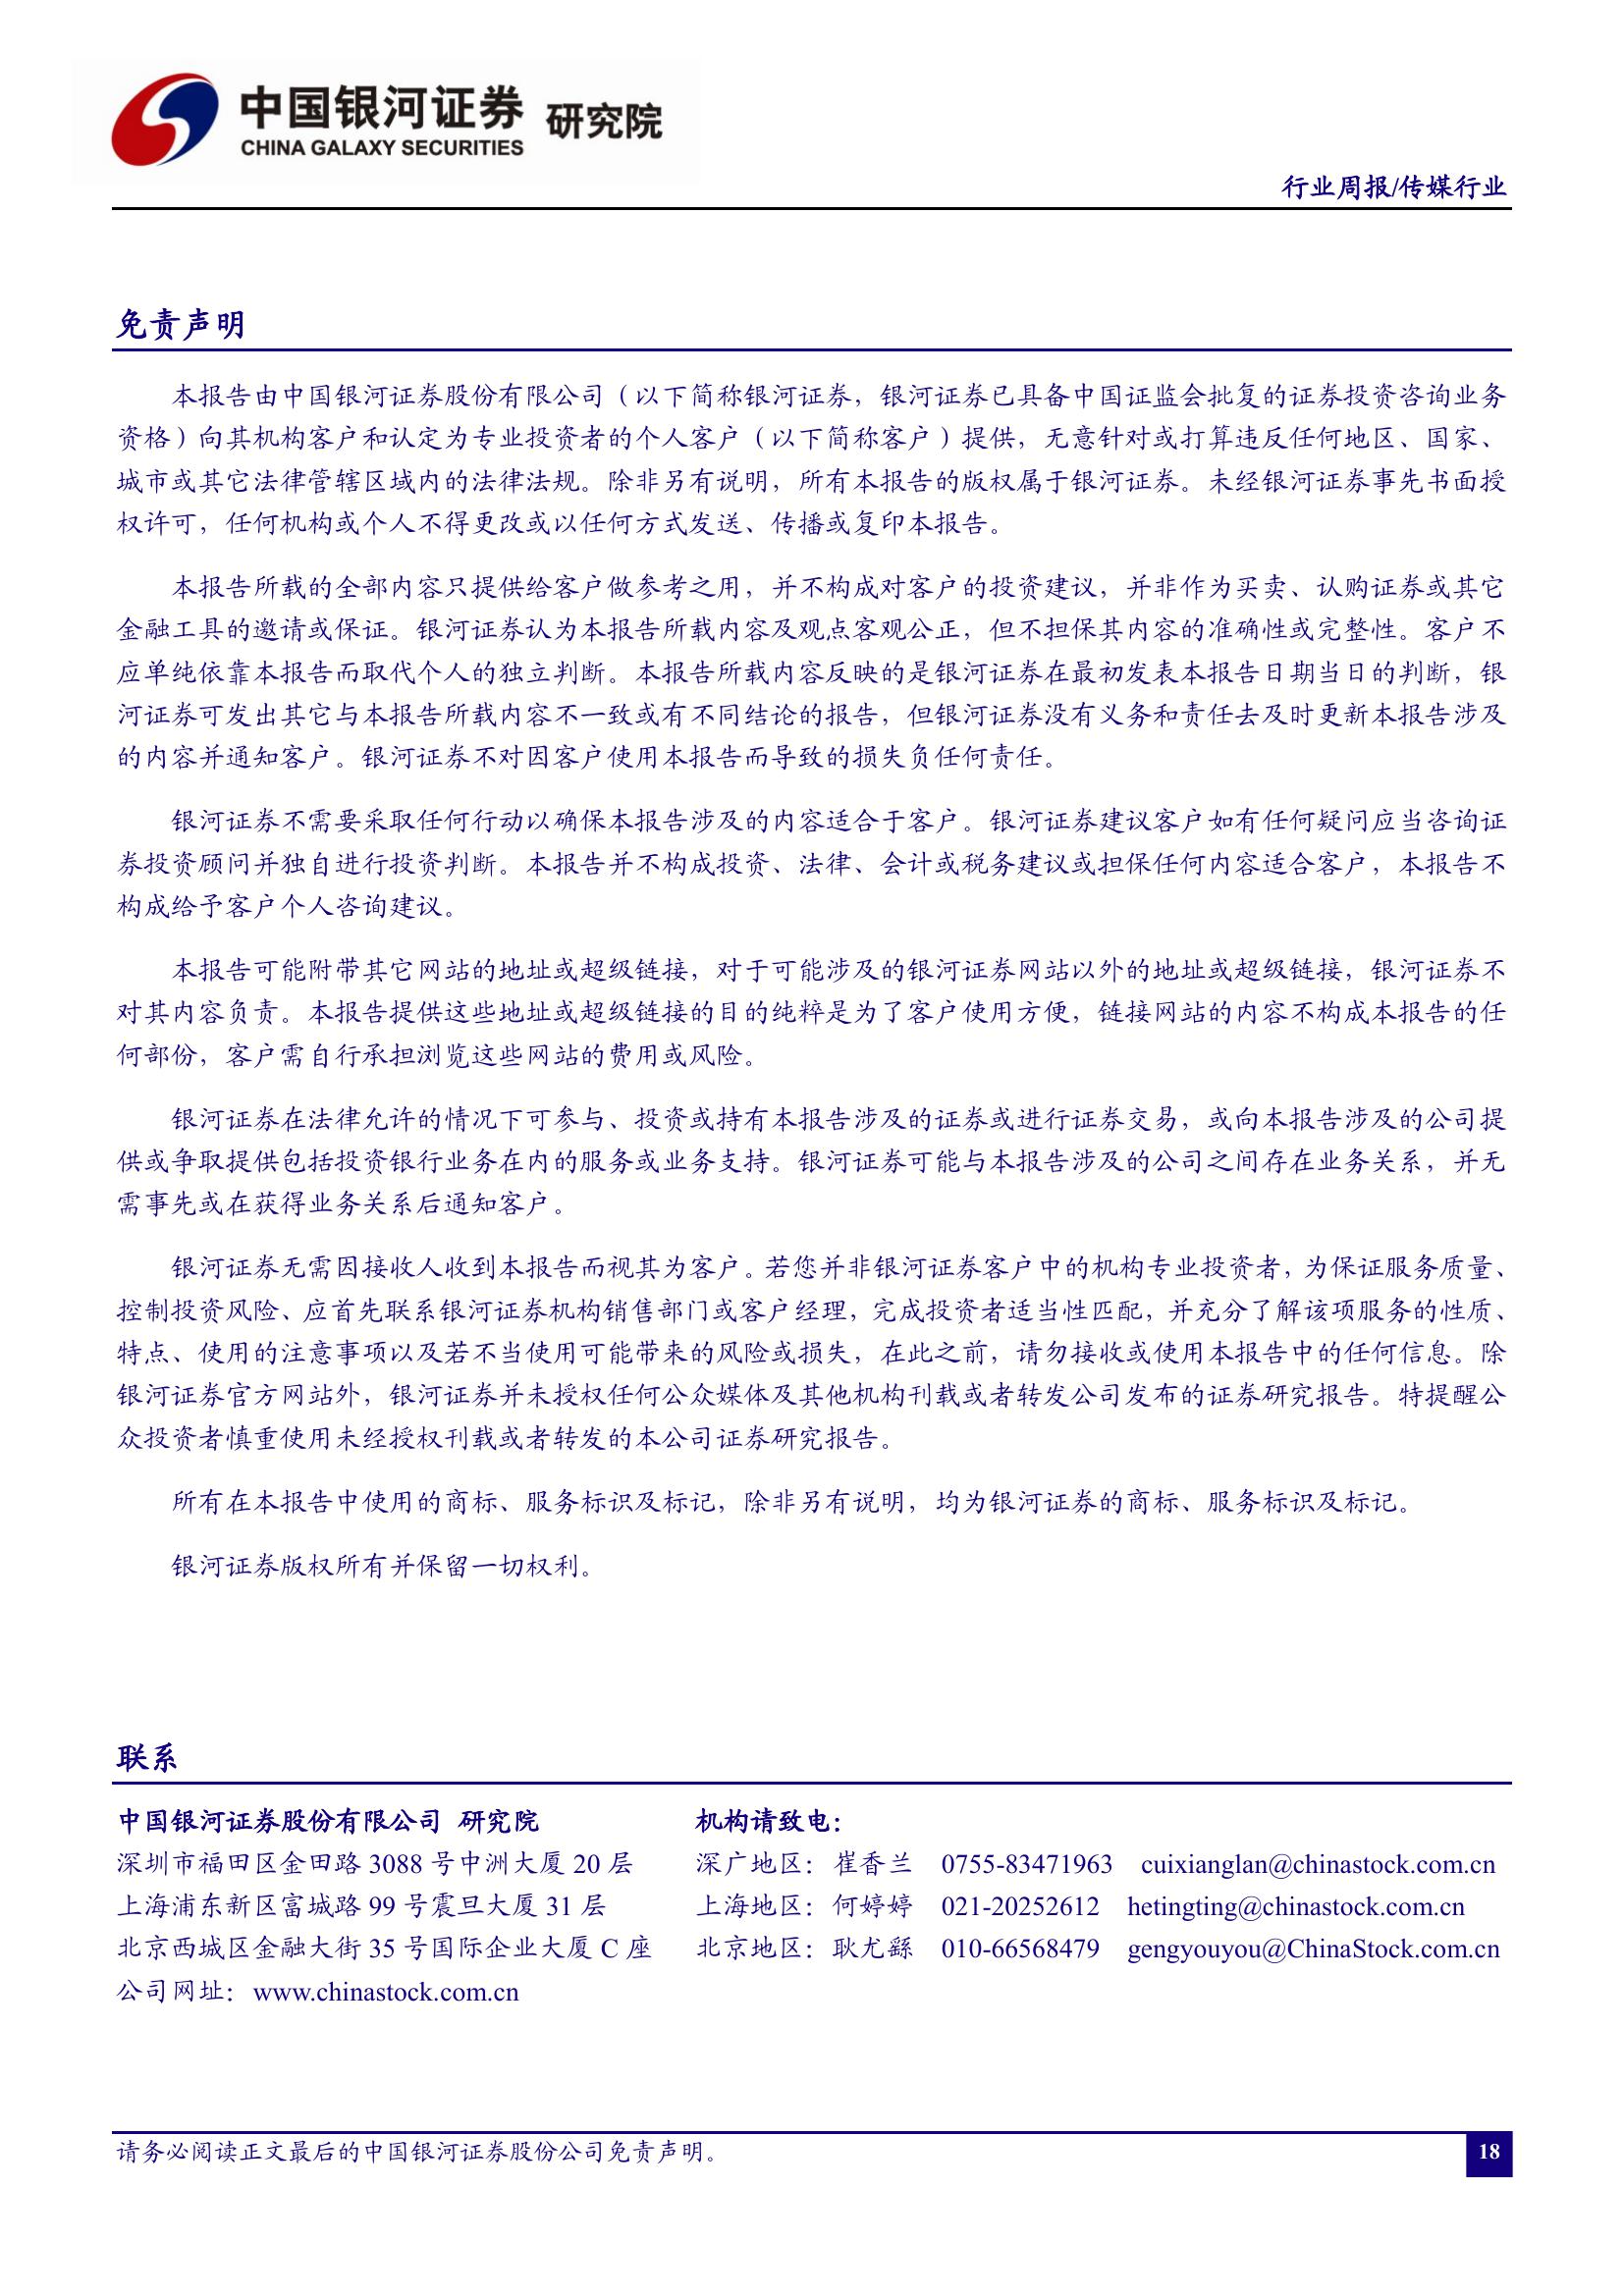 中国银河证券 研究院
CHINA GALAXY SECURITIES
行业周报/传媒行业
免责声明
本报告由中国银河证券股份有限公司（以下简称银河证券，银河证券已具备中国证监会批复的证券投资咨询业务
资格）向其机构客户和认定为专业投资者的个人客户（以下简称客户）提供，无意针对或打算违反任何地区、国家、
城市或其它法律管辖区域内的法律法规。除非另有说明，所有本报告的版权属于银河证券。未经银河证券事先书面授
权许可，任何机构或个人不得更改或以任何方式发送、传播或复印本报告。
本报告所载的全部内容只提供给客户做参考之用，并不构成对客户的投资建议，并非作为买卖、认购证券或其它
金融工具的邀请或保证。银河证券认为本报告所载内容及观点客观公正，但不担保其内容的准确性或完整性。客户不
应单纯依靠本报告而取代个人的独立判断。本报告所载内容反映的是银河证券在最初发表本报告日期当日的判断，银
河证券可发出其它与本报告所载内容不一致或有不同结论的报告，但银河证券没有义务和责任去及时更新本报告涉及
的内容并通知客户。银河证券不对因客户使用本报告而导致的损失负任何责任。
银河证券不需要采取任何行动以确保本报告涉及的内容适合于客户。银河证券建议客户如有任何疑问应当咨询证
券投资顾问并独自进行投资判断。本报告并不构成投资、法律、会计或税务建议或担保任何内容适合客户，本报告不
构成给予客户个人咨询建议。
本报告可能附带其它网站的地址或超级链接，对于可能涉及的银河证券网站以外的地址或超级链接，银河证券不
对其内容负责。本报告提供这些地址或超级链接的目的纯粹是为了客户使用方便，链接网站的内容不构成本报告的任
何部份，客户需自行承担浏览这些网站的费用或风险。
银河证券在法律允许的情况下可参与、投资或持有本报告涉及的证券或进行证券交易，或向本报告涉及的公司提
供或争取提供包括投资银行业务在内的服务或业务支持。银河证券可能与本报告涉及的公司之间存在业务关系，并无
需事先或在获得业务关系后通知客户。
银河证券无需因接收人收到本报告而视其为客户。若您并非银河证券客户中的机构专业投资者，为保证服务质量、
控制投资风险、应首先联系银河证券机构销售部门或客户经理，完成投资者适当性匹配，并充分了解该项服务的性质、
特点、使用的注意事项以及若不当使用可能带来的风险或损失，在此之前，请勿接收或使用本报告中的任何信息。除
银河证券官方网站外，银河证券并未授权任何公众媒体及其他机构刊载或者转发公司发布的证券研究报告。特提醒公
众投资者慎重使用未经授权刊载或者转发的本公司证券研究报告。
所有在本报告中使用的商标、服务标识及标记，除非另有说明，均为银河证券的商标、服务标识及标记。
银河证券版权所有并保留一切权利。
联系
中国银河证券股份有限公司 研究院 机构请致电：
深圳市福田区金田路 3088 号中洲大厦 20 层 深广地区：崔香兰 0755-83471963 cuixianglan@chinastock.com.cn
上海浦东新区富城路 99 号震旦大厦 31 层 上海地区：何婷婷 021-20252612 hetingting@chinastock.com.cn
北京西城区金融大街 35 号国际企业大厦 C 座 北京地区：耿尤繇 010-66568479 gengyouyou@ChinaStock.com.cn
公司网址：www.chinastock.com.cn
请务必阅读正文最后的中国银河证券股份公司免责声明。
18